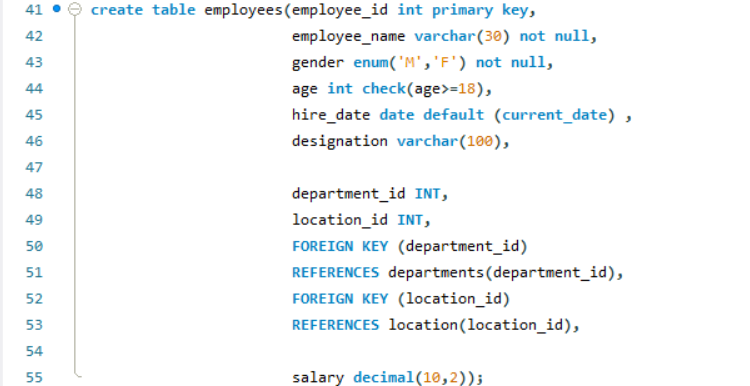 41 create table employees(employee_id int primary key,
42 employee_name varchar(30) not null,
43 gender enum('M','F') not null,
44 age int check(age>=18),
45 hire_date date default (current_date) ,
46 designation varchar(100),
47
48 department_id INT,
49 location_id INT,
50 FOREIGN KEY (department_id)
51 REFERENCES departments(department_id),
52 FOREIGN KEY (location_id)
53 REFERENCES location(location_id),
54
55 salary decimal(10,2));